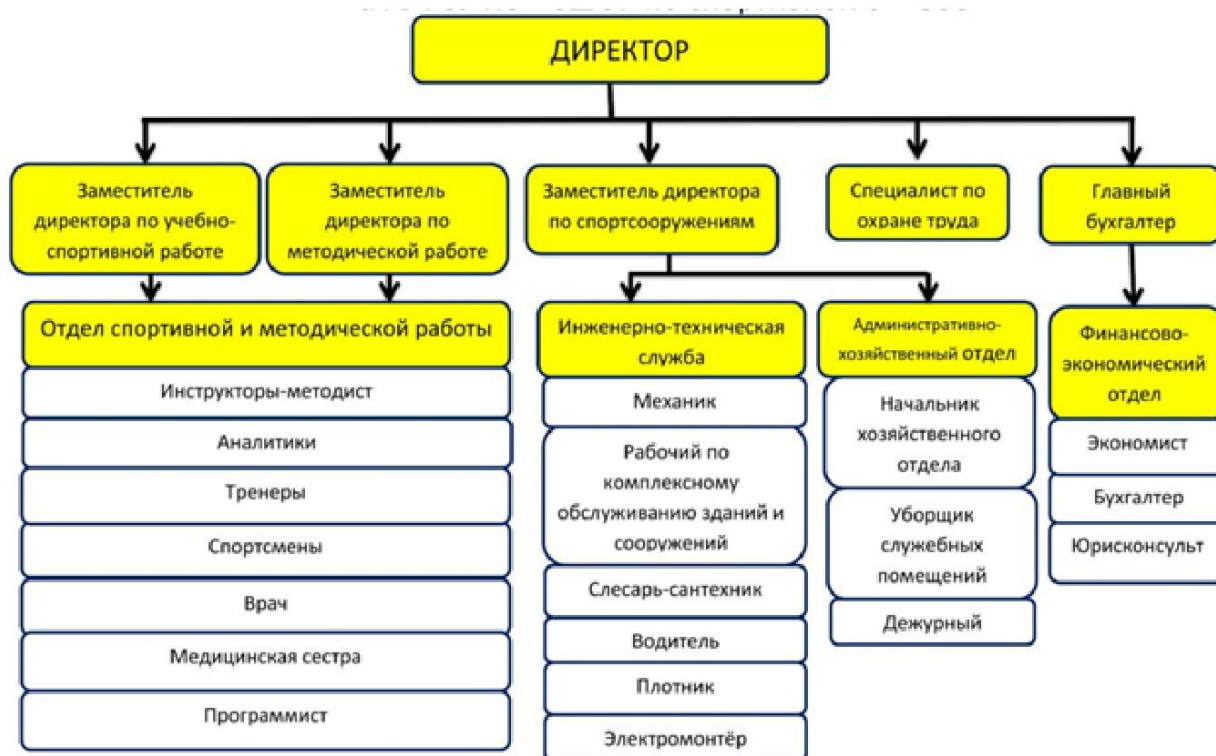 ДИРЕКТОР
Заместитель
директора по учебно-
спортивной работе
Заместитель
директора по
методической работе
Заместитель директора
по спортсооружениям
Специалист по
охране труда
Главный
бухгалтер
Отдел спортивной и методической работы
Инструкторы-методист
Аналитики
Тренеры
Спортсмены
Врач
Медицинская сестра
Программист
Инженерно-техническая
служба
Механик
Рабочий по
комплексному
обслуживанию зданий и
сооружений
Слесарь-сантехник
Водитель
Плотник
Электромонтёр
Административно-
хозяйственный отдел
Начальник
хозяйственного
отдела
Уборщик
служебных
помещений
Дежурный
Финансово-
экономический
отдел
Экономист
Бухгалтер
Юрисконсульт